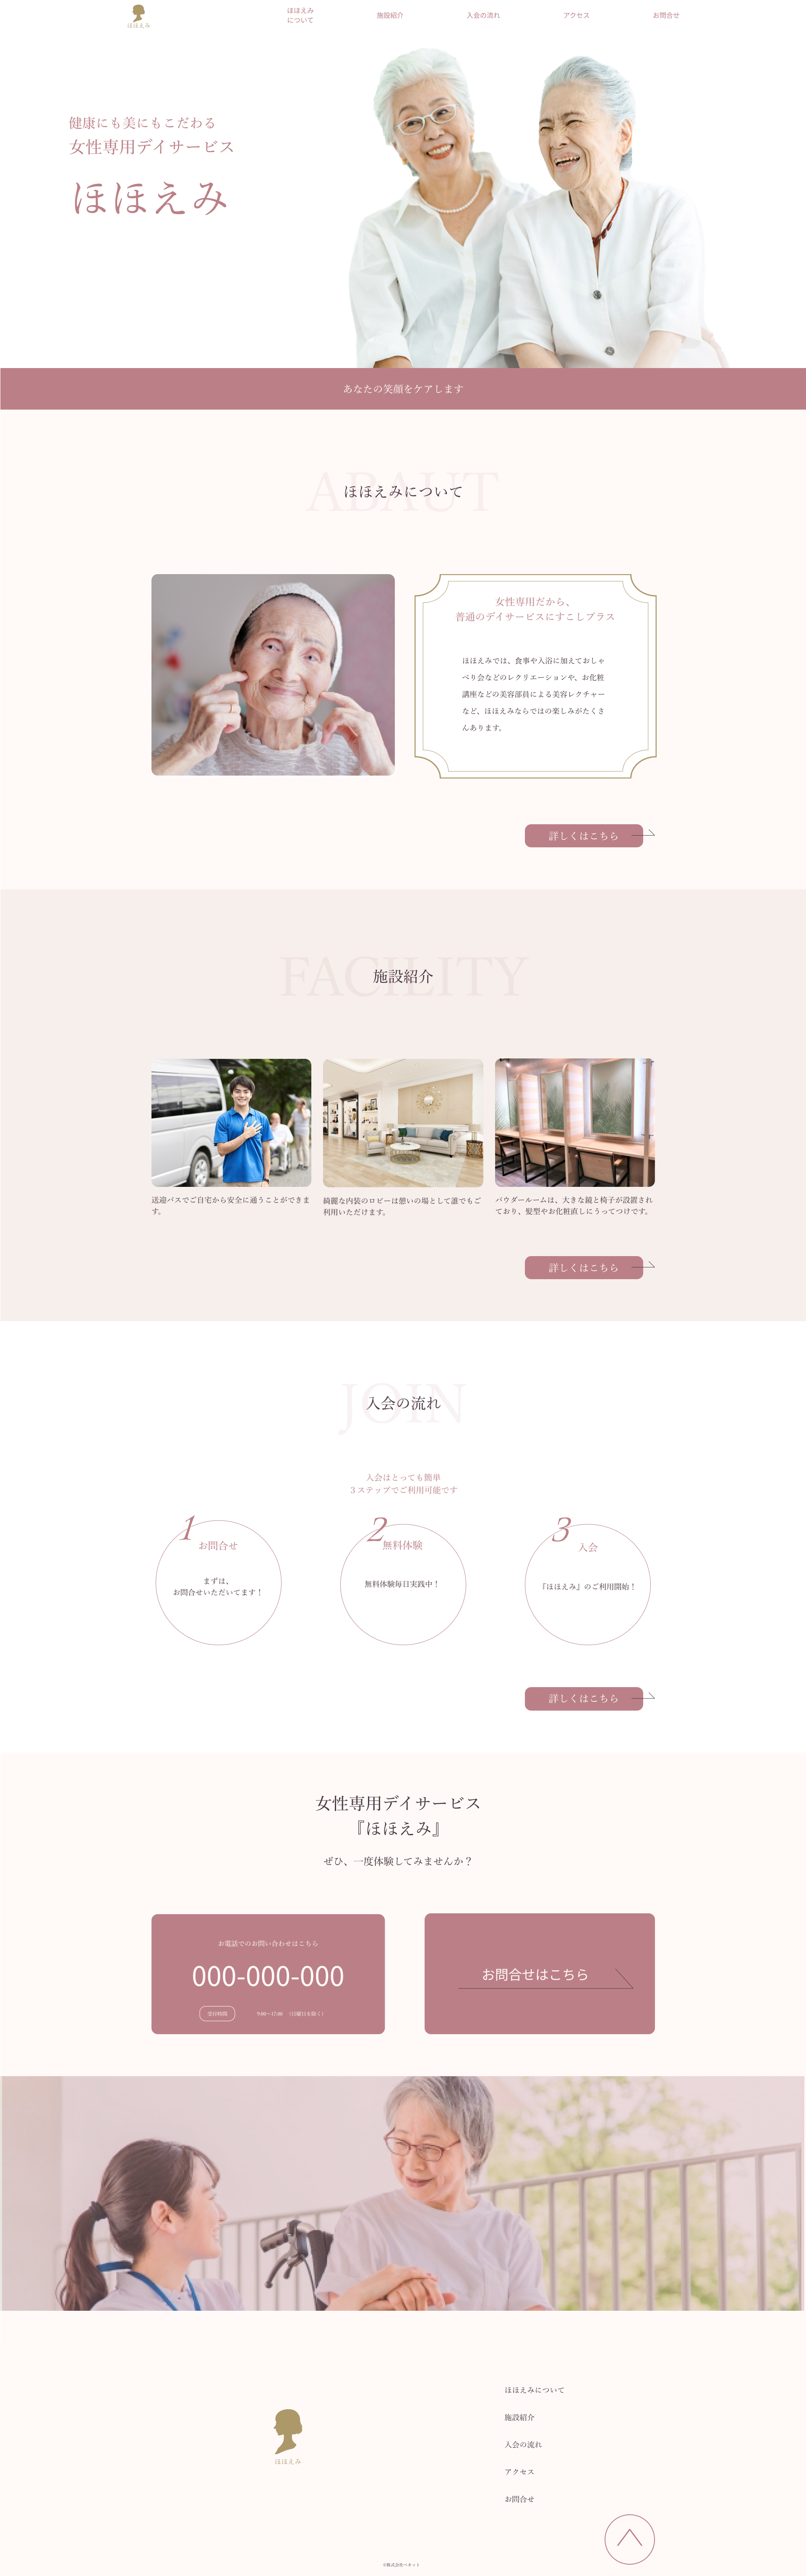 ほほえみ
ほほえみ
について
施設紹介
入会の流れ
アクセス
お問合せ
健康にも美にもこだわる
女性専用デイサービス
ほほえみ
あなたの笑顔をケアします
ABAUT
ほほえみについて
女性専用だから、
普通のデイサービスにすこしプラス
ほほえみでは、食事や入浴に加えておしゃ
べり会などのレクリエーションや、お化粧
講座などの美容部員による美容レクチャー
など、ほほえみならではの楽しみがたくさ
んあります。
詳しくはこちら
FACILITY
施設紹介
送迎バスでご自宅から安全に通うことができま
す。
綺麗な内装のロビーは憩いの場として誰でもご
利用いただけます。
パウダールームは、大きな鏡と椅子が設置され
ており、髪型やお化粧直しにうってつけです。
詳しくはこちら
JOIN
入会の流れ
入会はとっても簡単
３ステップでご利用可能です
1
お問合せ
まずは、
お問合せいただいてます！
2
無料体験
無料体験毎日実践中！
3
入会
『ほほえみ』のご利用開始！
詳しくはこちら
女性専用デイサービス
『ほほえみ』
ぜひ、一度体験してみませんか？
お電話でのお問い合わせはこちら
000-000-000
受付時間
9:00〜17:00　（日曜日を除く）
お問合せはこちら
ほほえみ
ほほえみについて
施設紹介
入会の流れ
アクセス
お問合せ
©株式会社ベネット